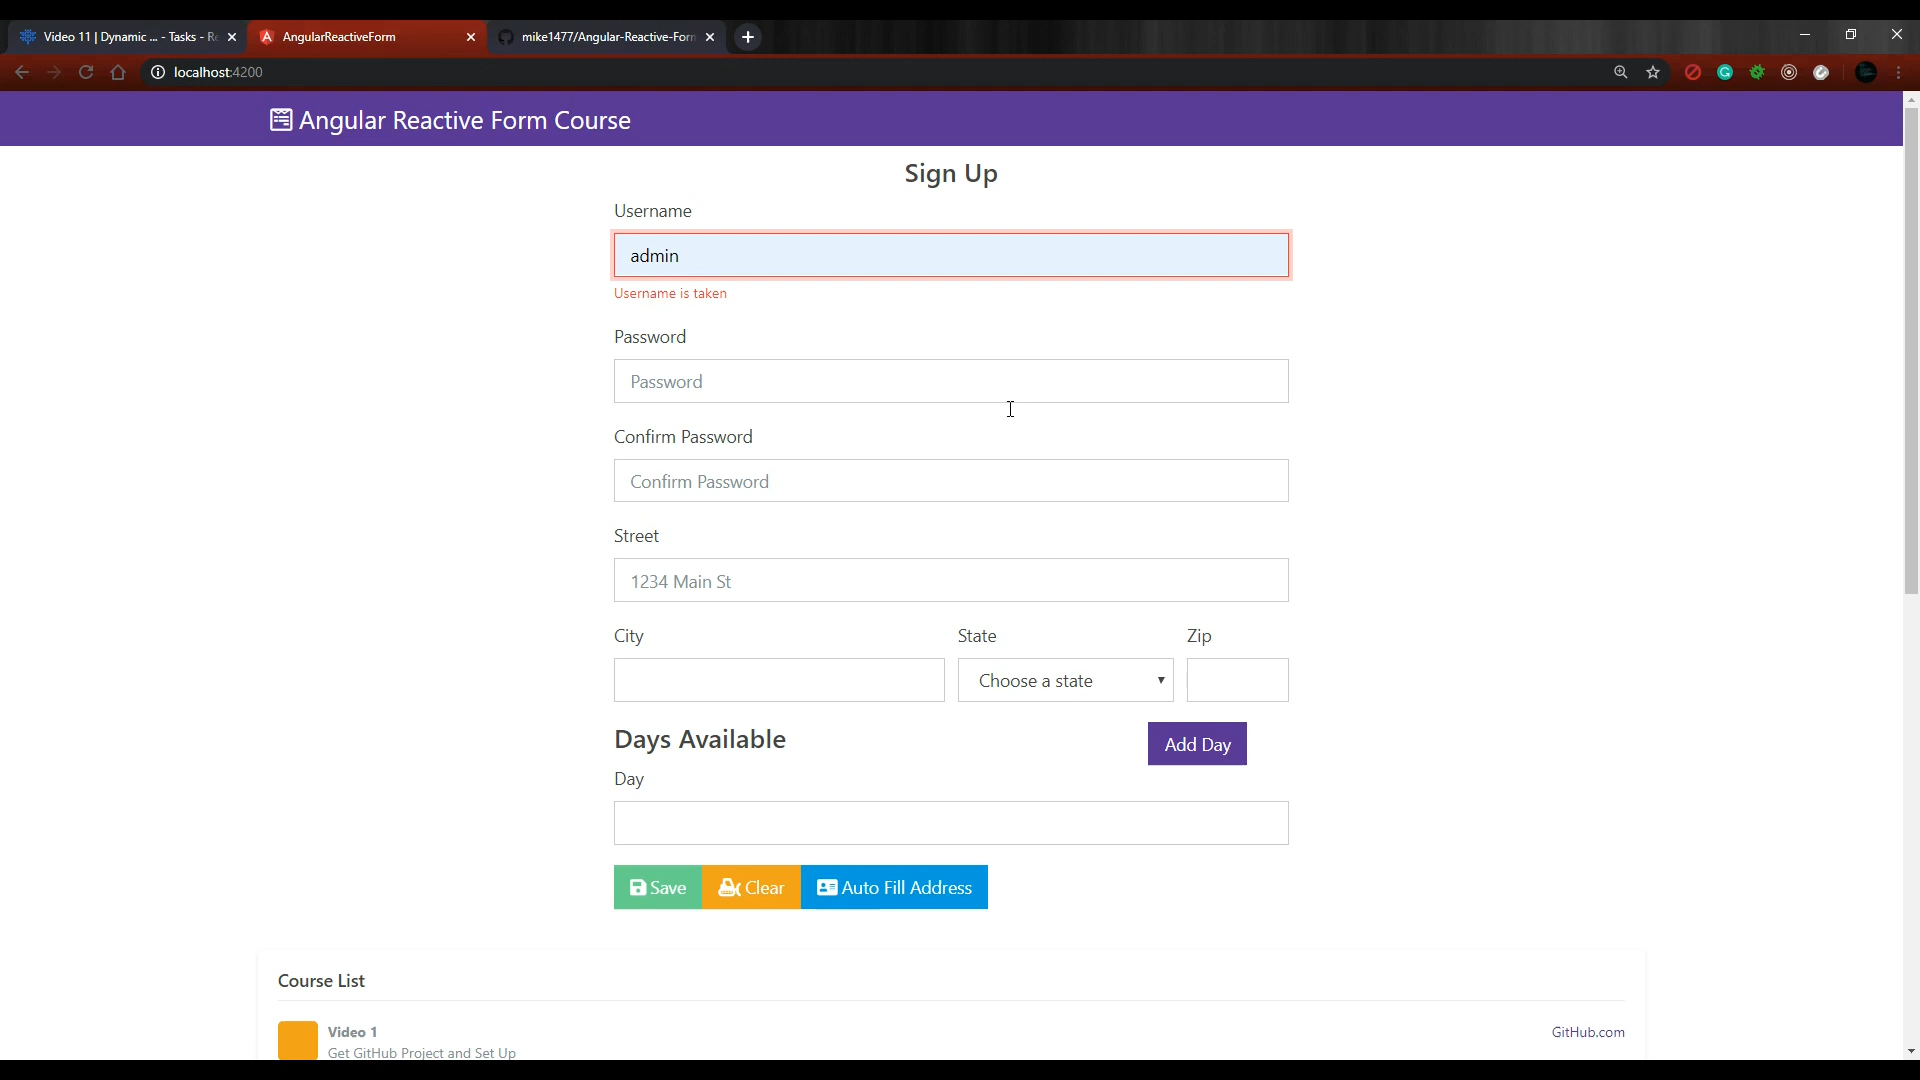 Video 11 | Dynamic ... - Tasks - Re
AngularReactiveForm
mike1477/Angular-Reactive-Form
localhost:4200
Angular Reactive Form Course
Sign Up
Username
admin
Username is taken
Password
Password
Confirm Password
Confirm Password
Street
1234 Main St
City State Zip
Choose a state
Days Available Add Day
Day
Save Clear Auto Fill Address
Course List
Video 1 GitHub.com
Get GitHub Project and Set Up